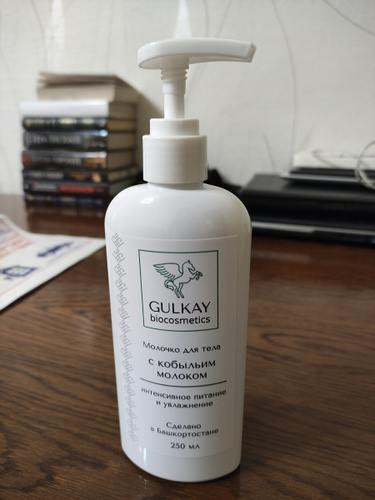 GULKAY
biocosmetics
Молочко для тела
с кобыльим
молоком
интенсивное питание
и увлажнение
Сделано
в Башкортостане
250 мл